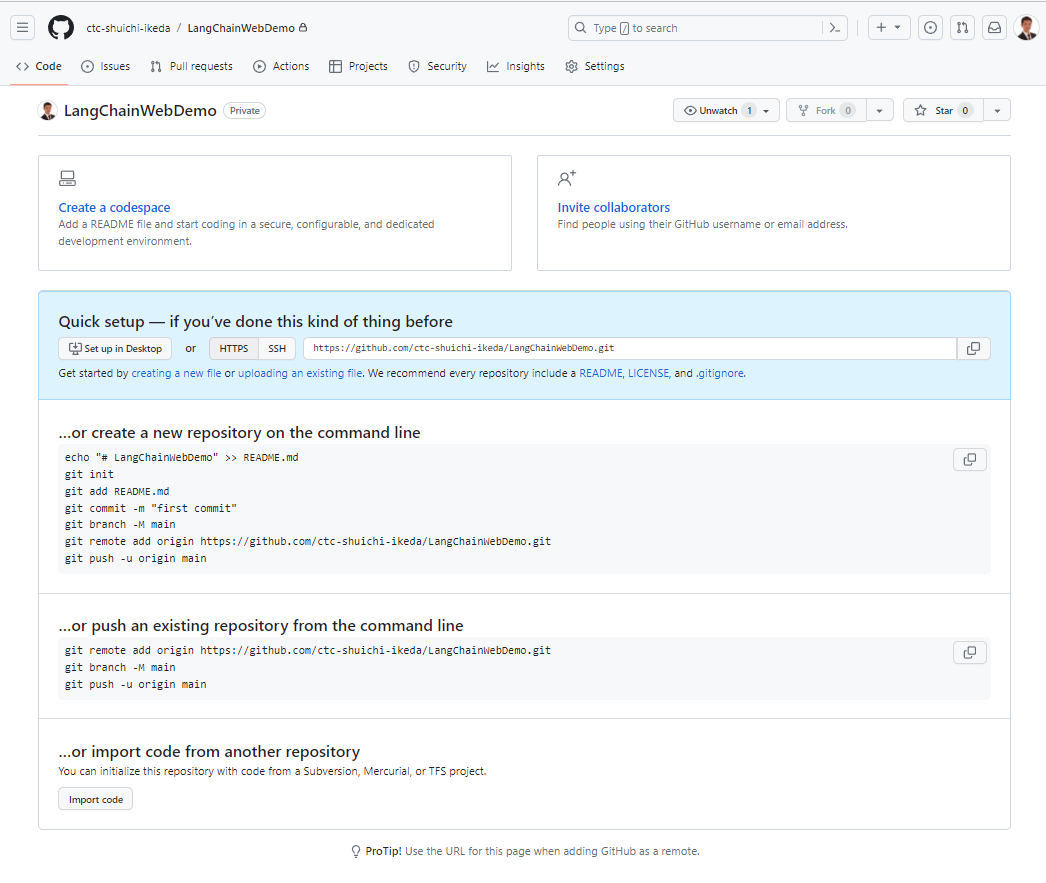 ctc-shuichi-ikeda / LangChainWebDemo
Type / to search
Code Issues Pull requests Actions Projects Security Insights Settings
LangChainWebDemo Private
Unwatch 1 Fork 0 Star 0
Create a codespace
Add a README file and start coding in a secure, configurable, and dedicated
development environment.
Invite collaborators
Find people using their GitHub username or email address.
Quick setup — if you’ve done this kind of thing before
Set up in Desktop or HTTPS SSH https://github.com/ctc-shuichi-ikeda/LangChainWebDemo.git
Get started by creating a new file or uploading an existing file. We recommend every repository include a README, LICENSE, and .gitignore.
…or create a new repository on the command line
echo "# LangChainWebDemo" >> README.md
git init
git add README.md
git commit -m "first commit"
git branch -M main
git remote add origin https://github.com/ctc-shuichi-ikeda/LangChainWebDemo.git
git push -u origin main
…or push an existing repository from the command line
git remote add origin https://github.com/ctc-shuichi-ikeda/LangChainWebDemo.git
git branch -M main
git push -u origin main
…or import code from another repository
You can initialize this repository with code from a Subversion, Mercurial, or TFS project.
Import code
ProTip! Use the URL for this page when adding GitHub as a remote.